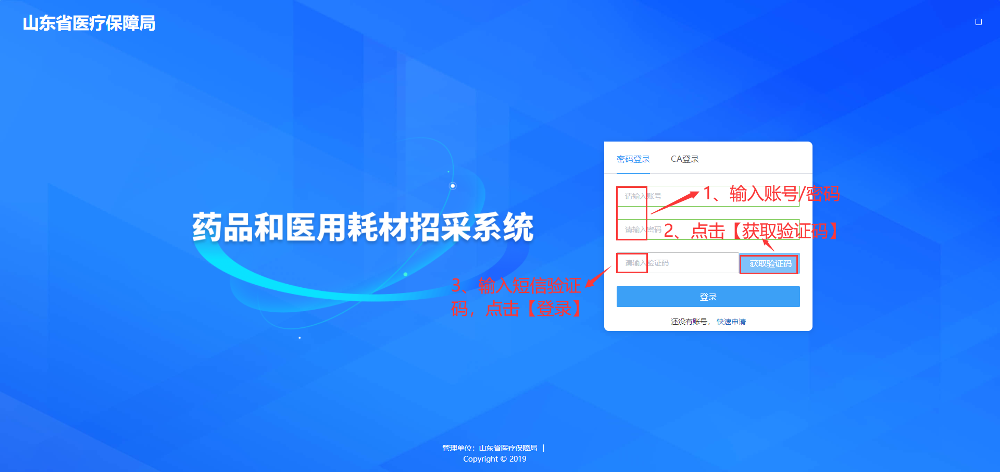 山东省医疗保障局
药品和医用耗材招采系统
密码登录 CA登录
请输入账号
1、输入账号/密码
请输入密码
2、点击【获取验证码】
请输入验证码
获取验证码
3、输入短信验证
码，点击【登录】
登录
还没有账号， 快速申请
管理单位：山东省医疗保障局 |
Copyright © 2019